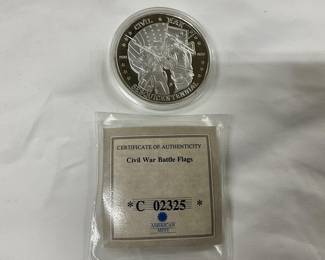 CIVIL WAR
SESQUICENTENNIAL
CERTIFICATE OF AUTHENTICITY
Civil War Battle Flags
*C 02325 *
AMERICAN
MINT